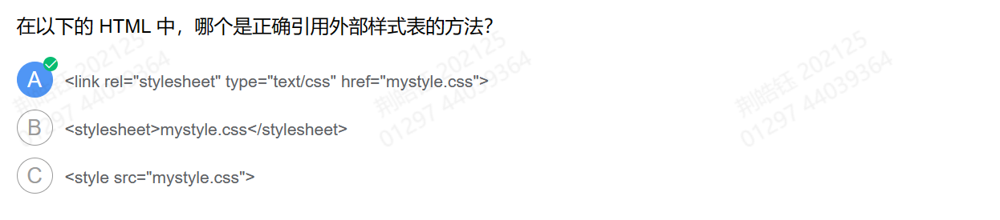 在以下的 HTML 中，哪个是正确引用外部样式表的方法？
A <link rel="stylesheet" type="text/css" href="mystyle.css">
B <stylesheet>mystyle.css</stylesheet>
C <style src="mystyle.css">
荆皓钰 202125
01297 44039364
荆皓钰 202125
01297 44039364
荆皓钰 202125
01297 44039364